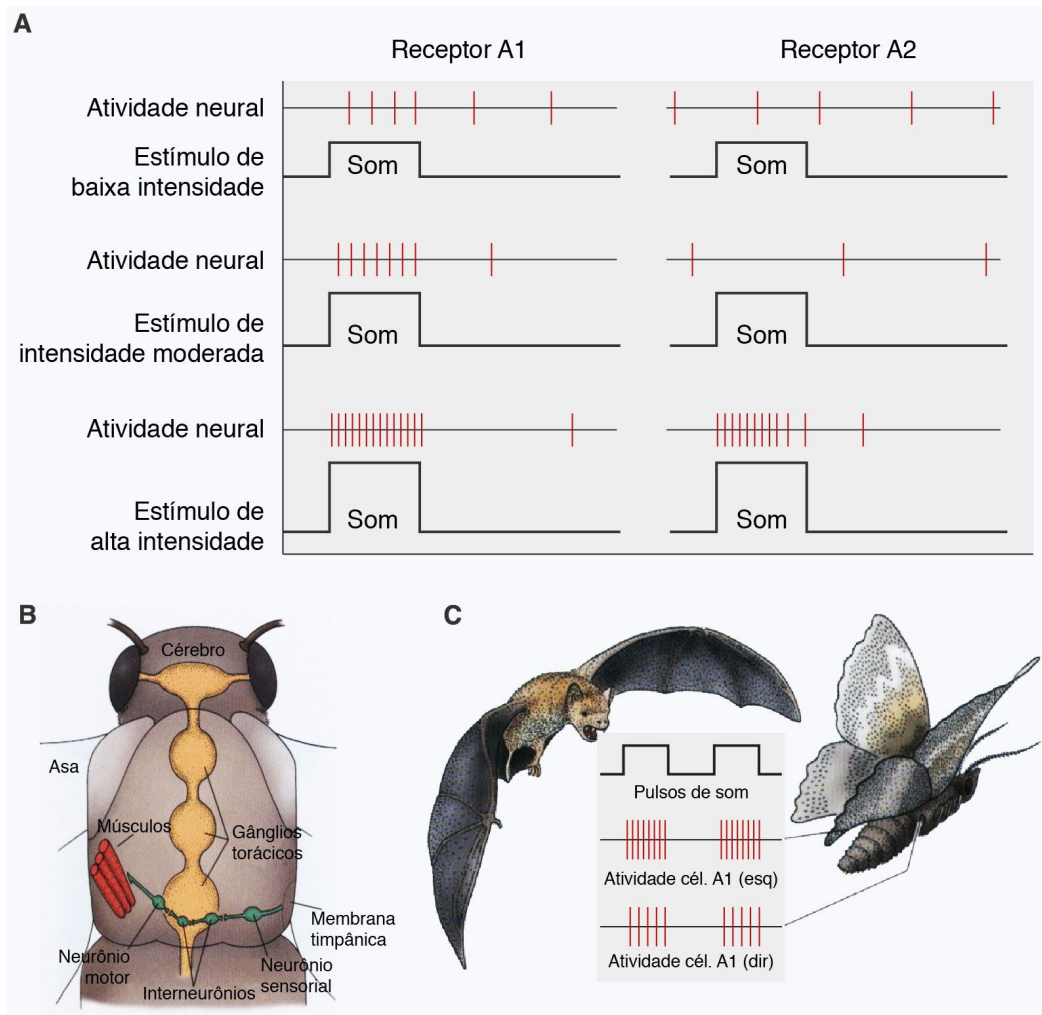 A
Receptor A1
Receptor A2
Atividade neural
Estímulo de
baixa intensidade
Som
Som
Atividade neural
Estímulo de
intensidade moderada
Som
Som
Atividade neural
Estímulo de
alta intensidade
Som
Som
B
Cérebro
Asa
Músculos
Gânglios
torácicos
Membrana
timpânica
Neurônio
motor
Neurônio
sensorial
Interneurônios
C
Pulsos de som
Atividade cél. A1 (esq)
Atividade cél. A1 (dir)